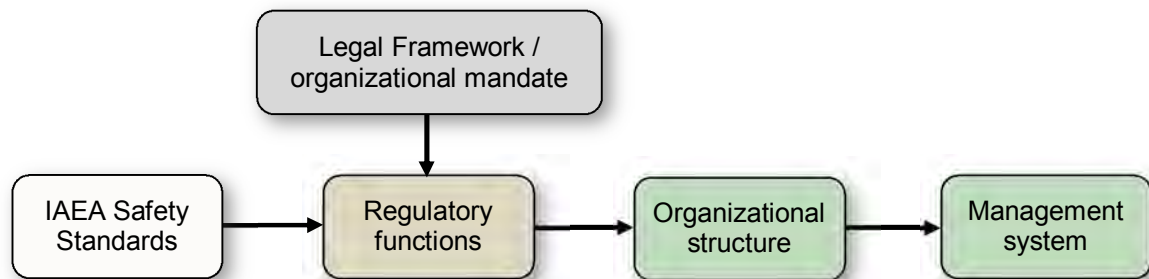 Legal Framework /
organizational mandate
IAEA Safety
Standards
Regulatory
functions
Organizational
structure
Management
system